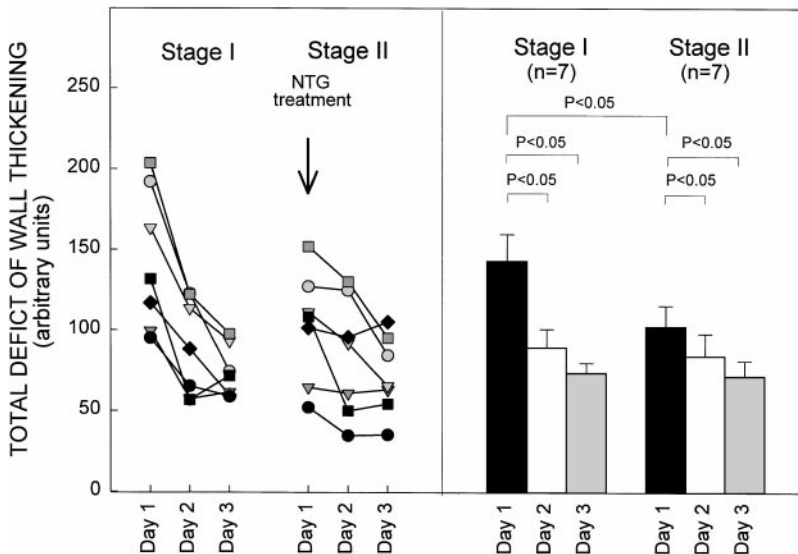 TOTAL DEFICT OF WALL THICKENING
(arbitrary units)
250
200
150
100
50
0
Stage I
Stage II
NTG
treatment
Day 1
Day 2
Day 3
Day 1
Day 2
Day 3
Stage I
(n=7)
Stage II
(n=7)
P<0.05
P<0.05
P<0.05
P<0.05
P<0.05
Day 1
Day 2
Day 3
Day 1
Day 2
Day 3